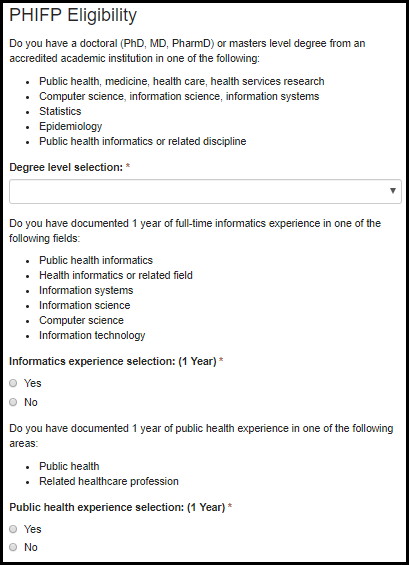 PHIFP Eligibility
Do you have a doctoral (PhD, MD, PharmD) or masters level degree from an
accredited academic institution in one of the following:
• Public health, medicine, health care, health services research
• Computer science, information science, information systems
• Statistics
• Epidemiology
• Public health informatics or related discipline
Degree level selection: *
Do you have documented 1 year of full-time informatics experience in one of the
following fields:
• Public health informatics
• Health informatics or related field
• Information systems
• Information science
• Computer science
• Information technology
Informatics experience selection: (1 Year) *
Yes
No
Do you have documented 1 year of public health experience in one of the following
areas:
• Public health
• Related healthcare profession
Public health experience selection: (1 Year) *
Yes
No